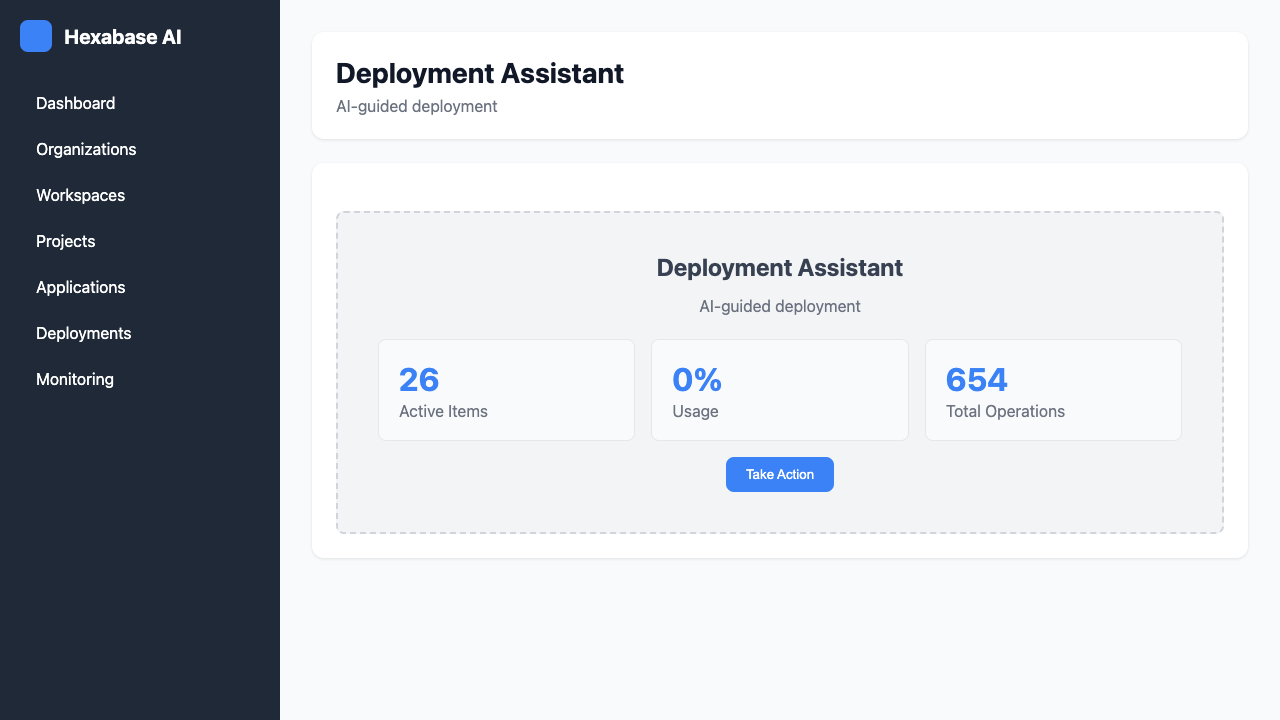 Hexabase AI
Dashboard
Organizations
Workspaces
Projects
Applications
Deployments
Monitoring
Deployment Assistant
AI-guided deployment
Deployment Assistant
AI-guided deployment
26
Active Items
0%
Usage
654
Total Operations
Take Action